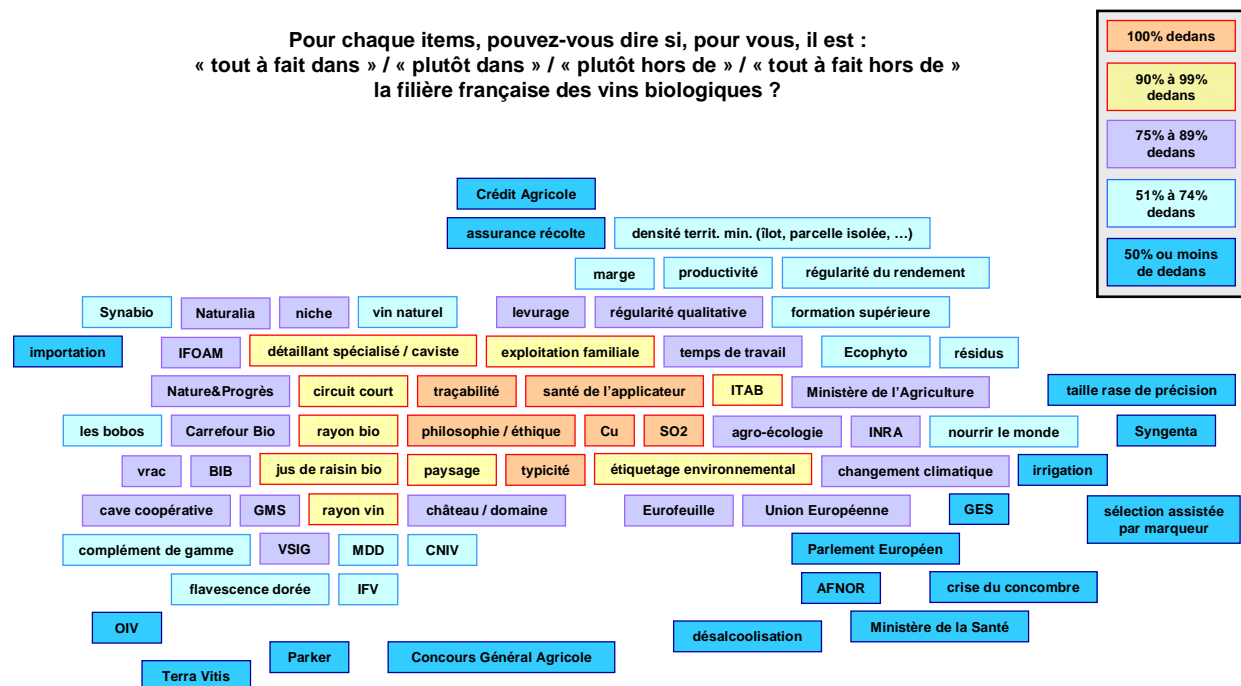 Pour chaque items, pouvez-vous dire si, pour vous, il est :
« tout à fait dans » / « plutôt dans » / « plutôt hors de » / « tout à fait hors de »
la filière française des vins biologiques ?
100% dedans
90% à 99%
dedans
75% à 89%
dedans
51% à 74%
dedans
50% ou moins
de dedans
Crédit Agricole
assurance récolte
densité territ. min. (îlot, parcelle isolée, …)
marge
productivité
régularité du rendement
Synabio
Naturalia
niche
vin naturel
levurage
régularité qualitative
formation supérieure
importation
IFOAM
détaillant spécialisé / caviste
exploitation familiale
temps de travail
Ecophyto
résidus
Nature&Progrès
circuit court
traçabilité
santé de l'applicateur
ITAB
Ministère de l'Agriculture
taille rase de précision
les bobos
Carrefour Bio
rayon bio
philosophie / éthique
Cu
SO2
agro-écologie
INRA
nourrir le monde
Syngenta
vrac
BIB
jus de raisin bio
paysage
typicité
étiquetage environnemental
changement climatique
irrigation
cave coopérative
GMS
rayon vin
château / domaine
Eurofeuille
Union Européenne
GES
sélection assistée
par marqueur
complément de gamme
VSIG
MDD
CNIV
Parlement Européen
flavescence dorée
IFV
AFNOR
crise du concombre
OIV
désalcoolisation
Ministère de la Santé
Terra Vitis
Parker
Concours Général Agricole